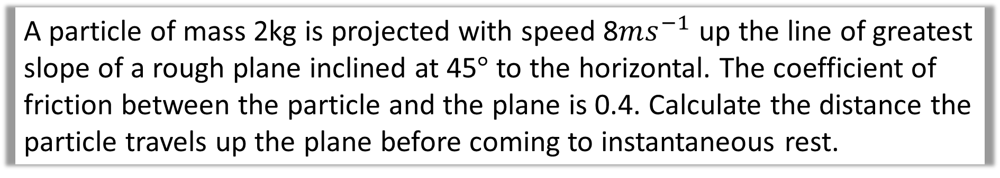 A particle of mass 2kg is projected with speed 8ms⁻¹ up the line of greatest
slope of a rough plane inclined at 45° to the horizontal. The coefficient of
friction between the particle and the plane is 0.4. Calculate the distance the
particle travels up the plane before coming to instantaneous rest.